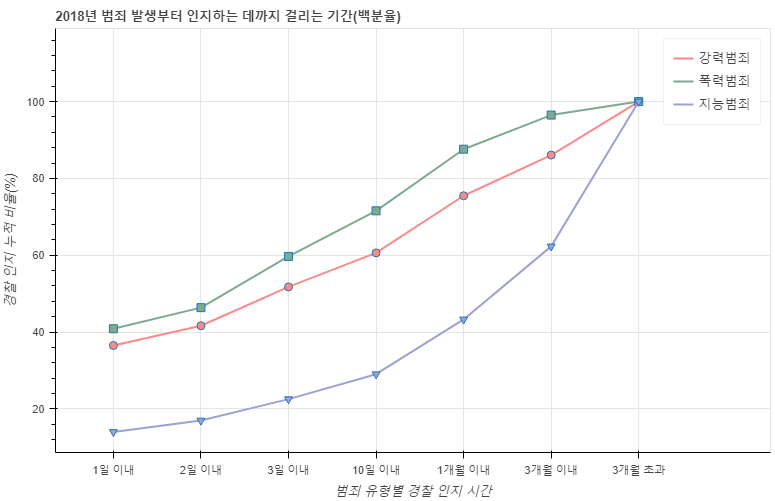 2018년 범죄 발생부터 인지하는 데까지 걸리는 기간(백분율)
강력범죄
폭력범죄
지능범죄
경찰 인지 누적 비율(%)
100
80
60
40
20
1일 이내
2일 이내
3일 이내
10일 이내
1개월 이내
3개월 이내
3개월 초과
범죄 유형별 경찰 인지 시간